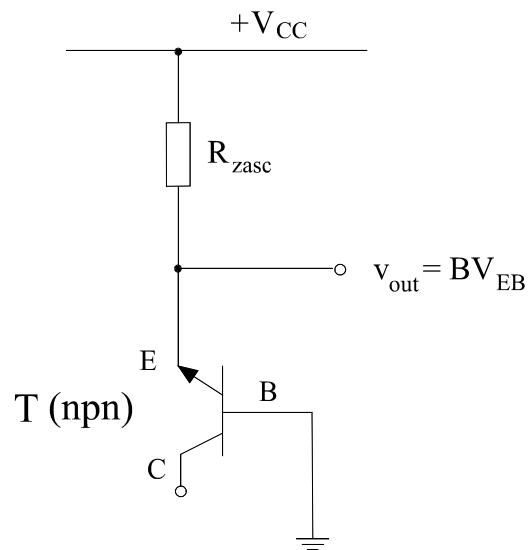 +V_CC
R_zasc
v_out = BV_EB
E
T (npn)
B
C